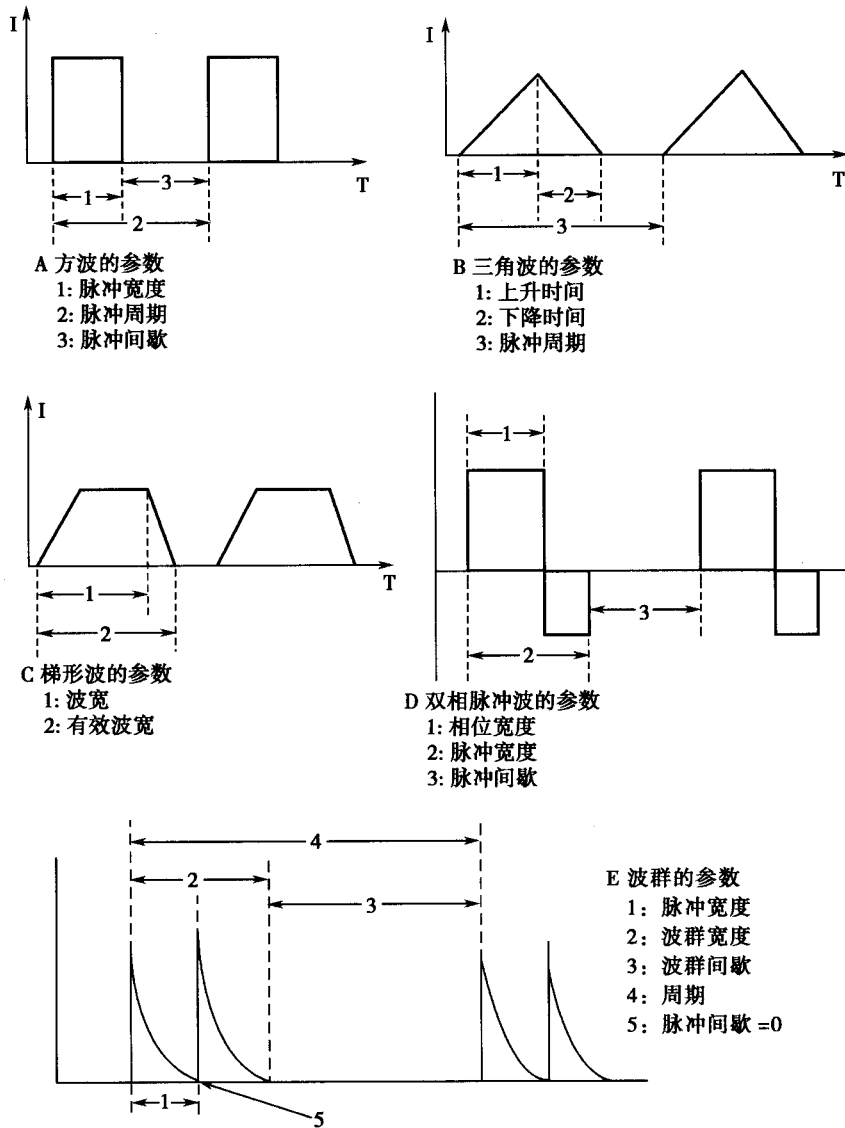 I
1
3
T
2
A 方波的参数
1: 脉冲宽度
2: 脉冲周期
3: 脉冲间歇
I
1
2
T
3
B 三角波的参数
1: 上升时间
2: 下降时间
3: 脉冲周期
I
1
T
2
C 梯形波的参数
1: 波宽
2: 有效波宽
1
3
2
D 双相脉冲波的参数
1: 相位宽度
2: 脉冲宽度
3: 脉冲间歇
4
2
3
1
5
E 波群的参数
1：脉冲宽度
2：波群宽度
3：波群间歇
4：周期
5：脉冲间歇 =0